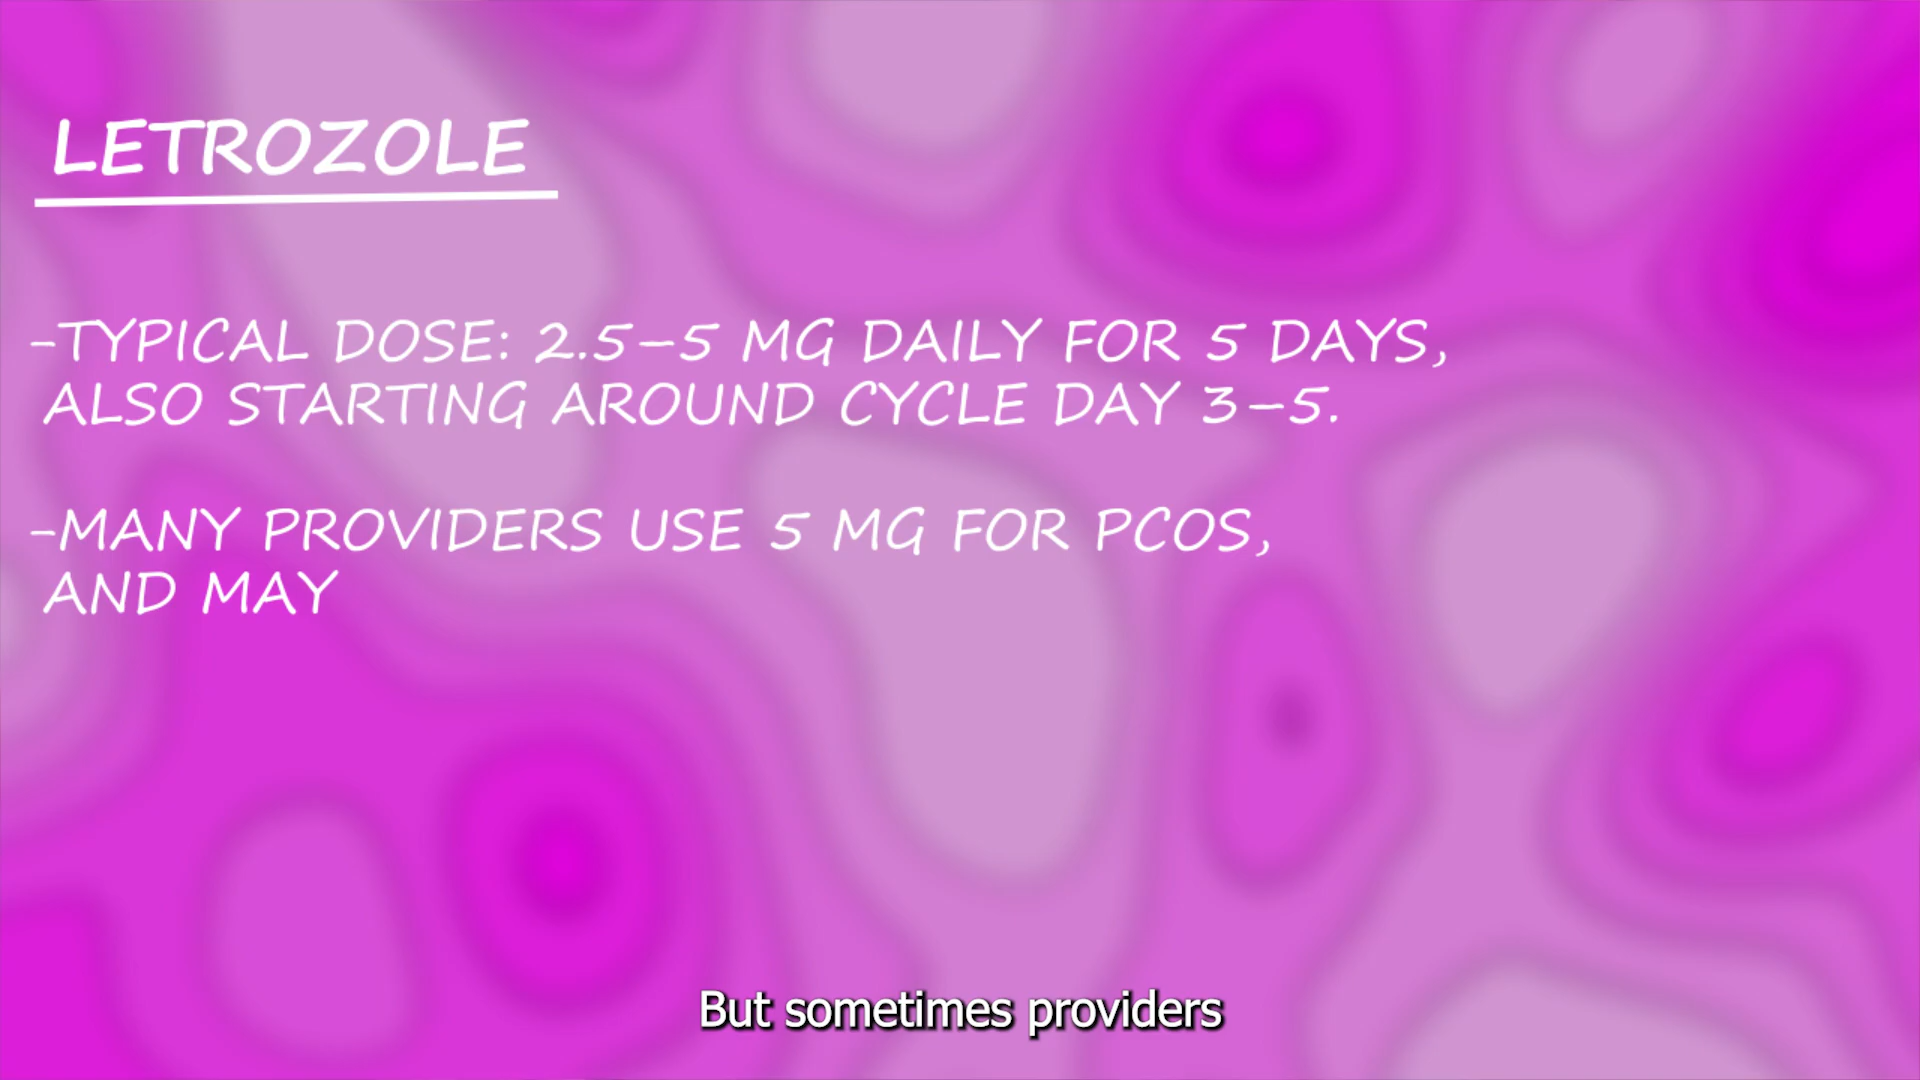 LETROZOLE
-TYPICAL DOSE: 2.5–5 MG DAILY FOR 5 DAYS,
ALSO STARTING AROUND CYCLE DAY 3–5.
-MANY PROVIDERS USE 5 MG FOR PCOS,
AND MAY
But sometimes providers